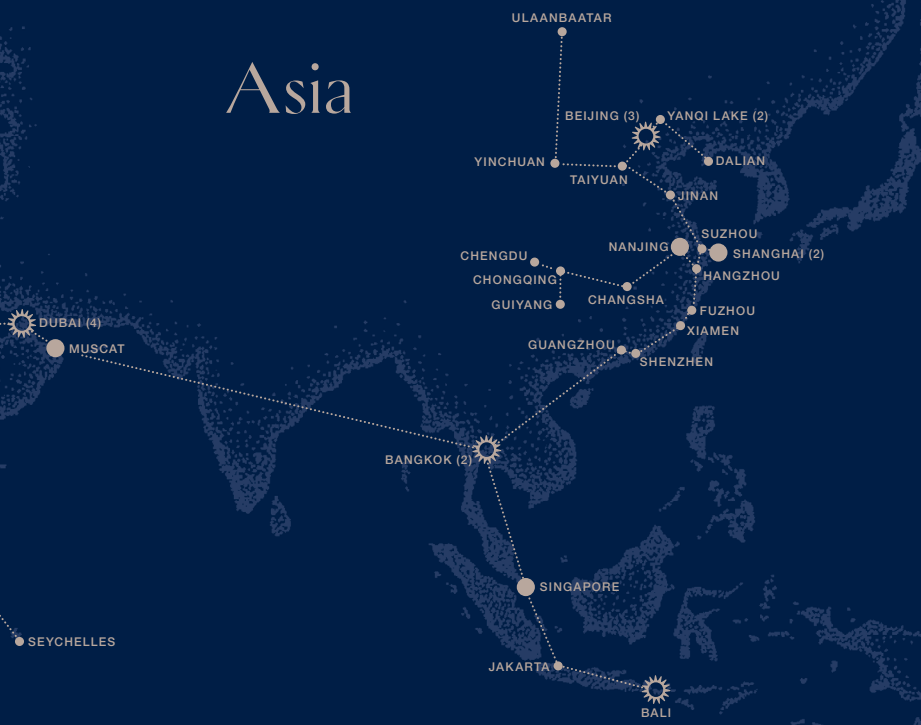 ULAANBAATAR
Asia
BEIJING (3)
YANQI LAKE (2)
YINCHUAN
DALIAN
TAIYUAN
JINAN
SUZHOU
NANJING
SHANGHAI (2)
CHENGDU
HANGZHOU
CHONGQING
CHANGSHA
GUIYANG
FUZHOU
DUBAI (4)
XIAMEN
GUANGZHOU
MUSCAT
SHENZHEN
BANGKOK (2)
SINGAPORE
SEYCHELLES
JAKARTA
BALI